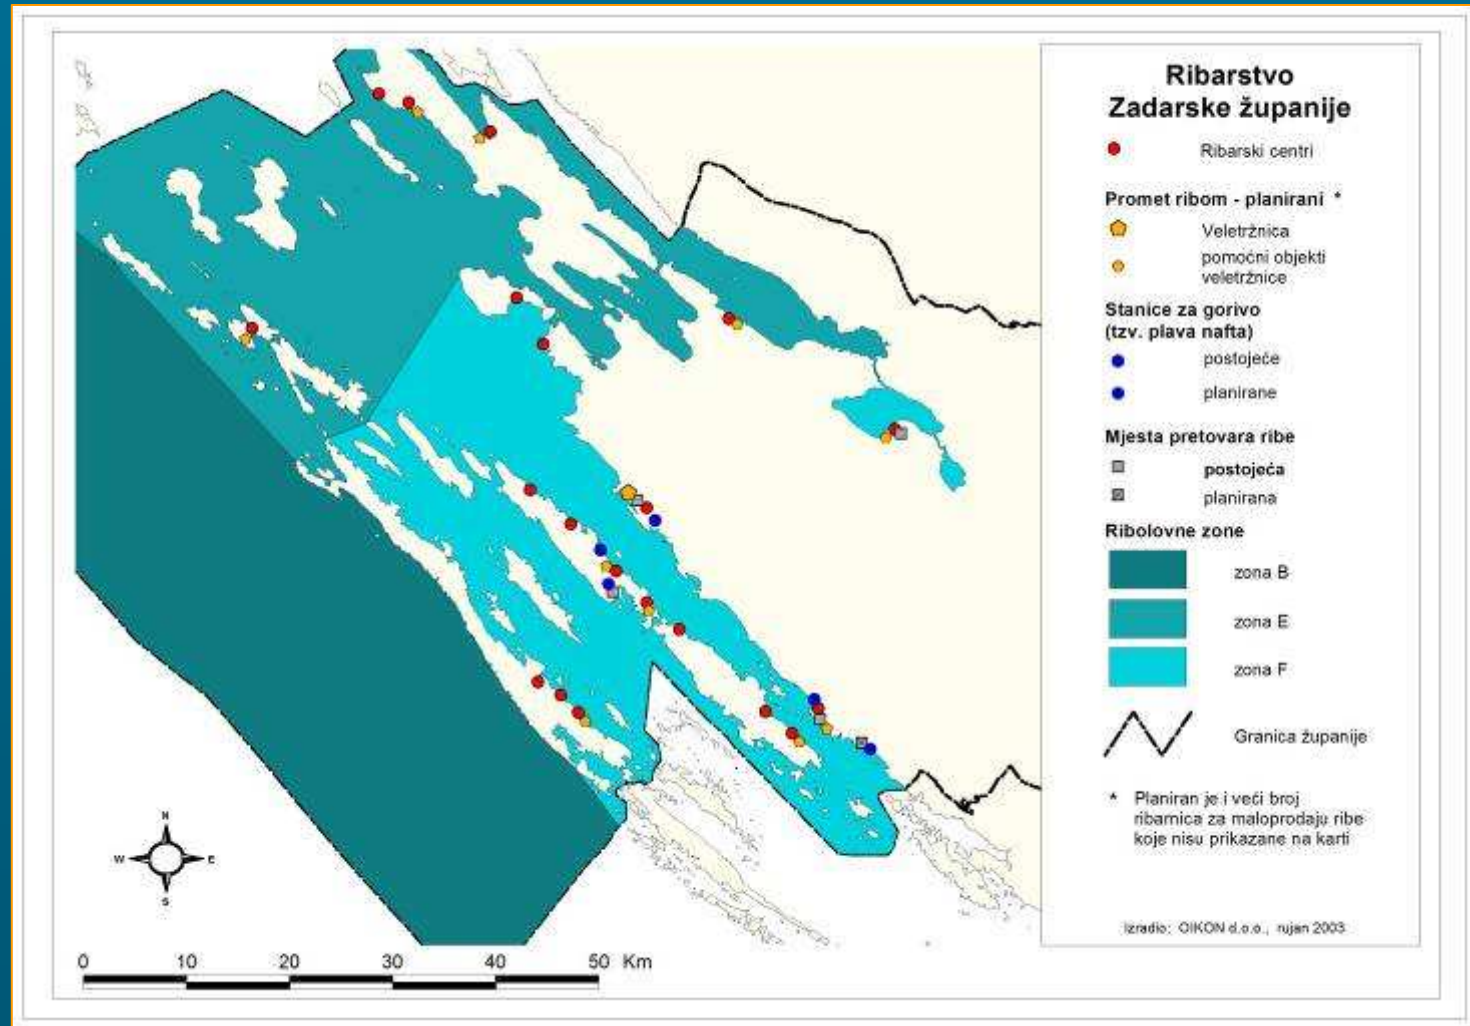 Ribarstvo
Zadarske županije
Ribarski centri
Promet ribom - planirani *
Veletržnica
pomoćni objekti
veletržnice
Stanice za gorivo
(tzv. plava nafta)
postojeće
planirane
Mjesta pretovara ribe
postojeća
planirana
Ribolovne zone
zona B
zona E
zona F
Granica županije
* Planiran je i veći broj
ribarnica za maloprodaju ribe
koje nisu prikazane na karti
Izradio: OIKON d.o.o., rujan 2003
N
W E
S
0 10 20 30 40 50 Km